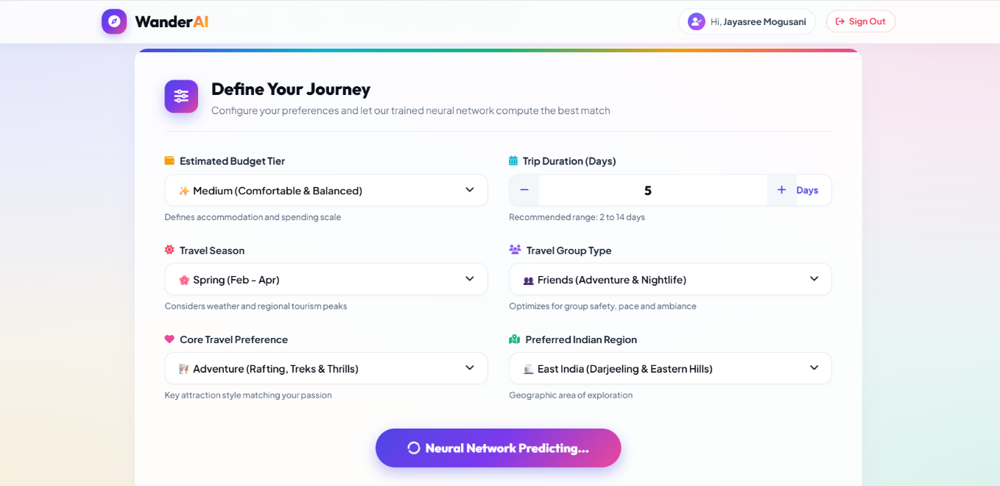 WanderAI
Hi, Jayasree Mogusani
Sign Out
Define Your Journey
Configure your preferences and let our trained neural network compute the best match
Estimated Budget Tier
Medium (Comfortable & Balanced)
Defines accommodation and spending scale
Trip Duration (Days)
− 5 + Days
Recommended range: 2 to 14 days
Travel Season
Spring (Feb - Apr)
Considers weather and regional tourism peaks
Travel Group Type
Friends (Adventure & Nightlife)
Optimizes for group safety, pace and ambiance
Core Travel Preference
Adventure (Rafting, Treks & Thrills)
Key attraction style matching your passion
Preferred Indian Region
East India (Darjeeling & Eastern Hills)
Geographic area of exploration
Neural Network Predicting...